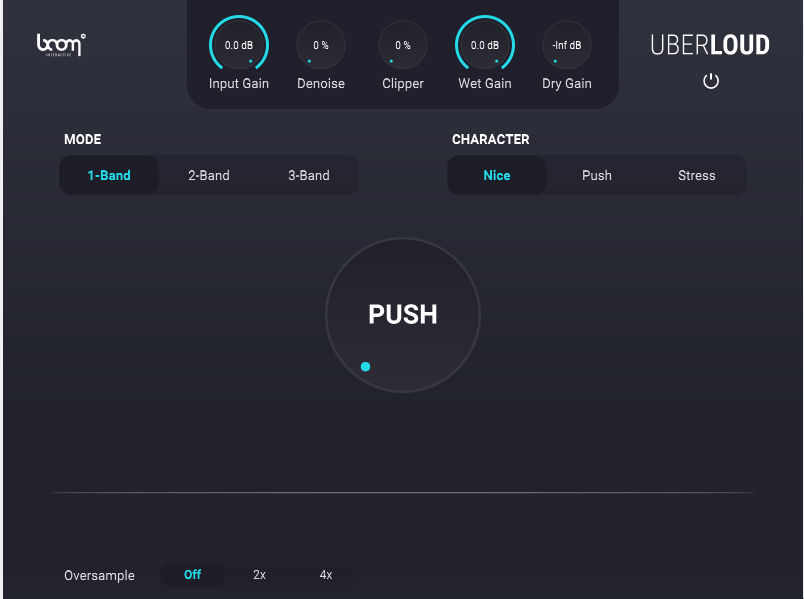 boom
INTERACTIVE
0.0 dB
0 %
0 %
0.0 dB
-Inf dB
Input Gain
Denoise
Clipper
Wet Gain
Dry Gain
UBERLOUD
MODE
1-Band
2-Band
3-Band
CHARACTER
Nice
Push
Stress
PUSH
Oversample
Off
2x
4x